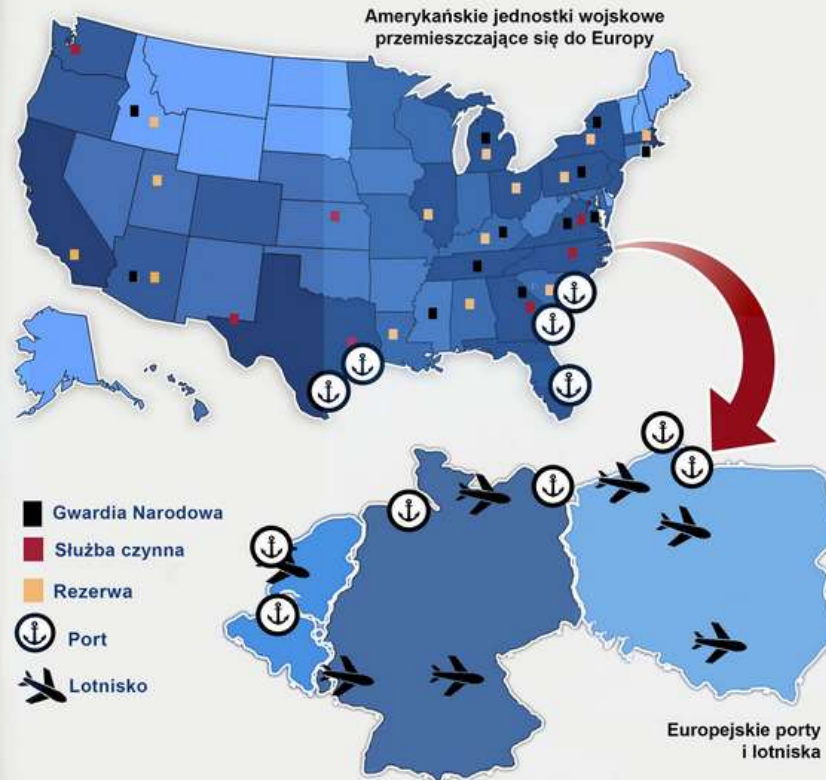 Amerykańskie jednostki wojskowe
przemieszczające się do Europy
Gwardia Narodowa
Służba czynna
Rezerwa
Port
Lotnisko
Europejskie porty
i lotniska